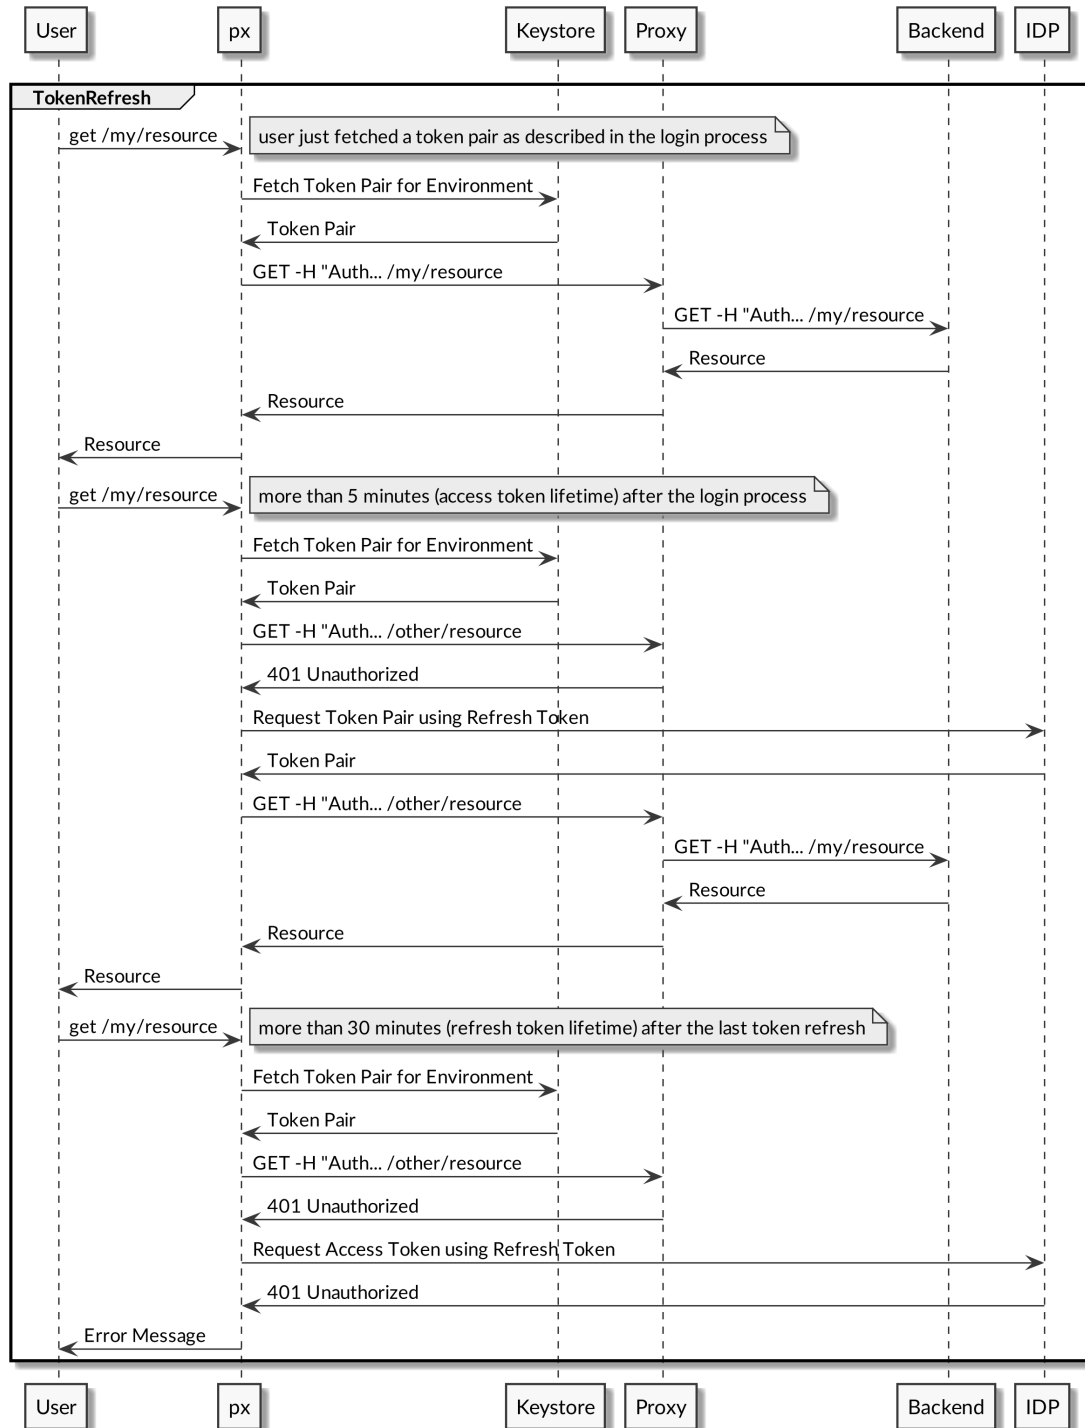 User px Keystore Proxy Backend IDP
TokenRefresh
get /my/resource
user just fetched a token pair as described in the login process
Fetch Token Pair for Environment
Token Pair
GET -H "Auth... /my/resource
GET -H "Auth... /my/resource
Resource
Resource
Resource
get /my/resource
more than 5 minutes (access token lifetime) after the login process
Fetch Token Pair for Environment
Token Pair
GET -H "Auth... /other/resource
401 Unauthorized
Request Token Pair using Refresh Token
Token Pair
GET -H "Auth... /other/resource
GET -H "Auth... /my/resource
Resource
Resource
Resource
get /my/resource
more than 30 minutes (refresh token lifetime) after the last token refresh
Fetch Token Pair for Environment
Token Pair
GET -H "Auth... /other/resource
401 Unauthorized
Request Access Token using Refresh Token
401 Unauthorized
Error Message
User px Keystore Proxy Backend IDP